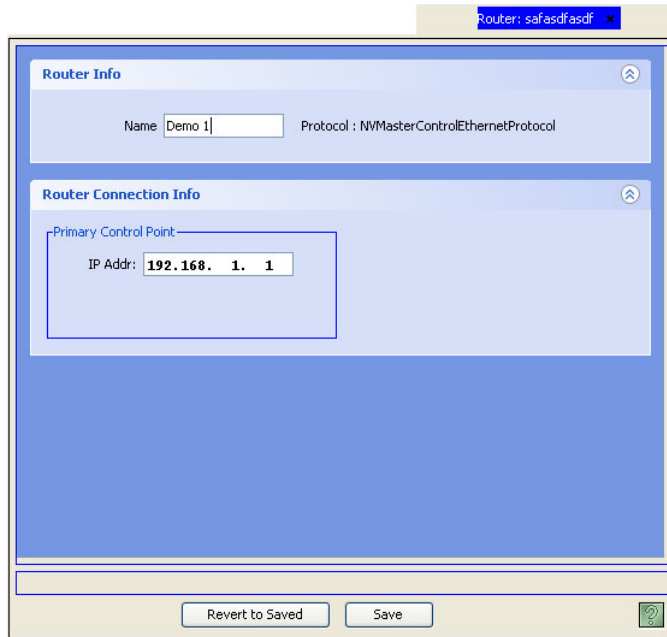 Router: safasdfasdf x
Router Info
Name Demo 1 Protocol : NVMasterControlEthernetProtocol
Router Connection Info
Primary Control Point
IP Addr: 192.168. 1. 1
Revert to Saved Save
?